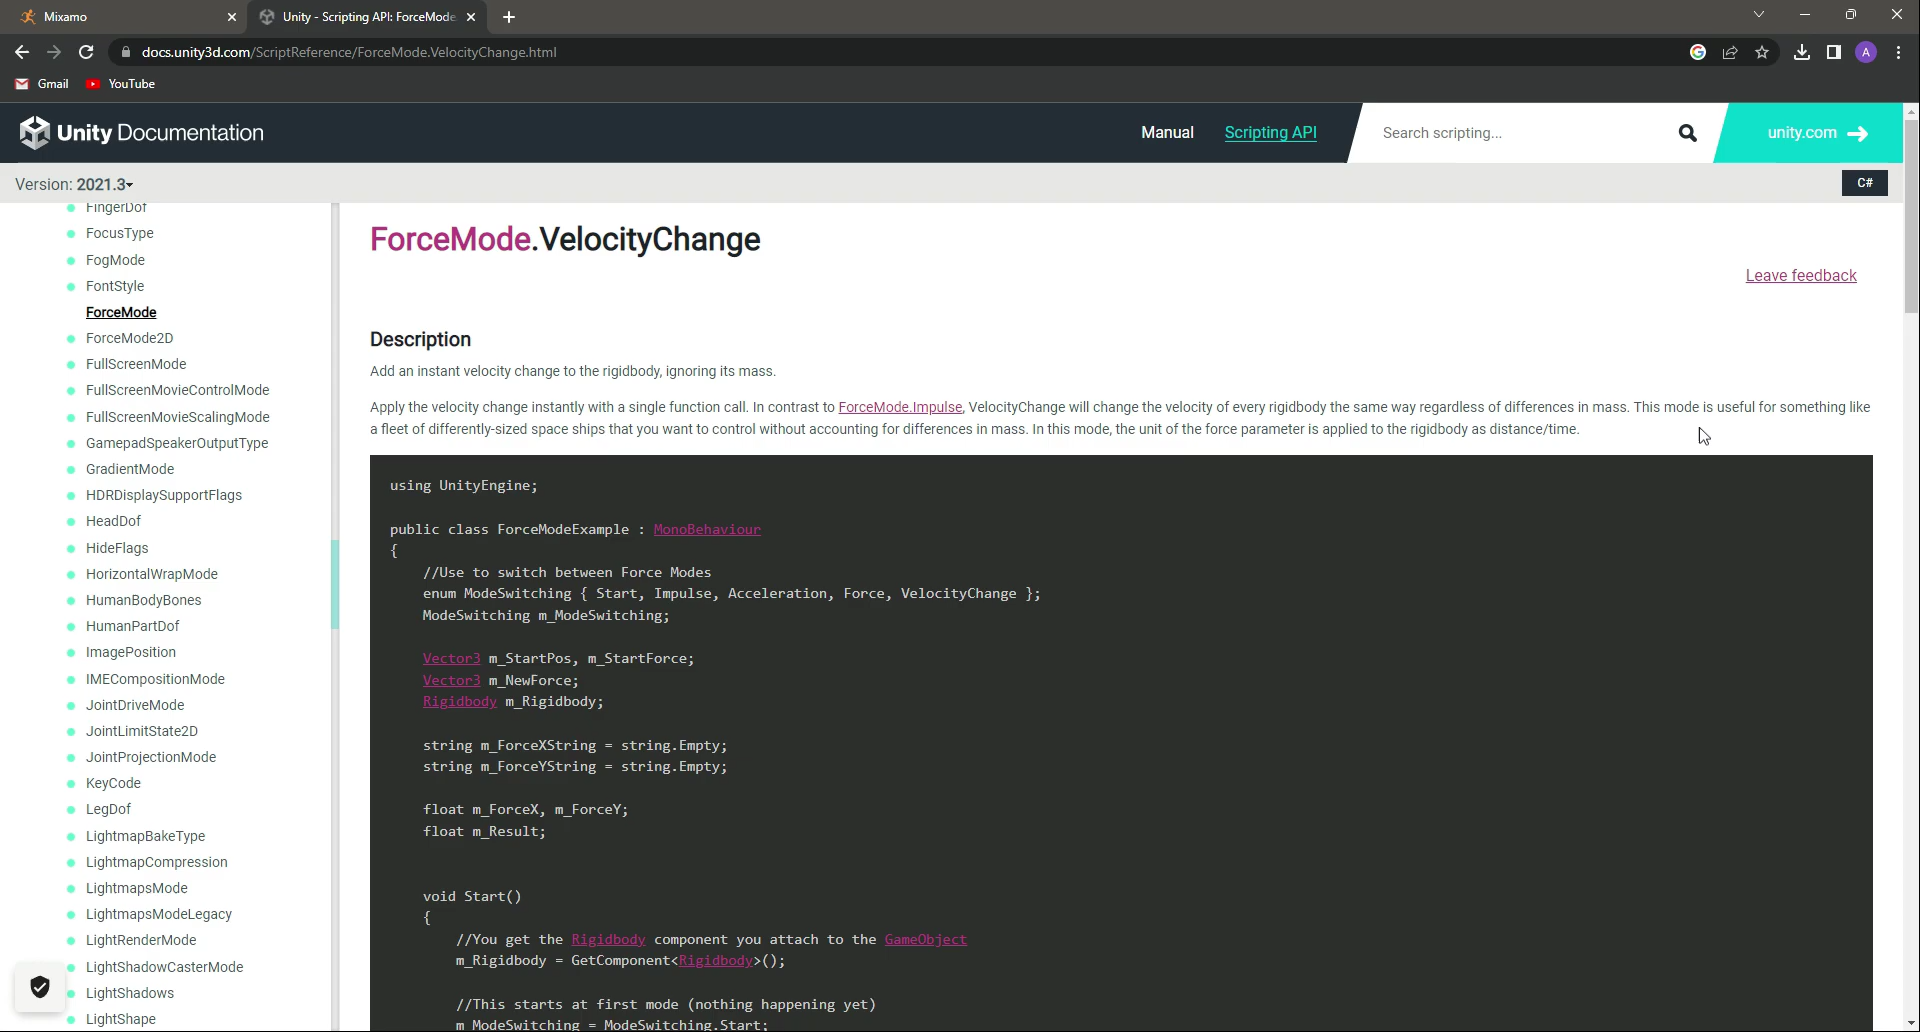 Mixamo
Unity - Scripting API: ForceMode.
docs.unity3d.com/ScriptReference/ForceMode.VelocityChange.html
A
Gmail
YouTube
Unity Documentation
Manual
Scripting API
Search scripting...
unity.com
Version: 2021.3
C#
FingerDof
FocusType
FogMode
FontStyle
ForceMode
ForceMode2D
FullScreenMode
FullScreenMovieControlMode
FullScreenMovieScalingMode
GamepadSpeakerOutputType
GradientMode
HDRDisplaySupportFlags
HeadDof
HideFlags
HorizontalWrapMode
HumanBodyBones
HumanPartDof
ImagePosition
IMECompositionMode
JointDriveMode
JointLimitState2D
JointProjectionMode
KeyCode
LegDof
LightmapBakeType
LightmapCompression
LightmapsMode
LightmapsModeLegacy
LightRenderMode
LightShadowCasterMode
LightShadows
LightShape
ForceMode.VelocityChange
Leave feedback
Description
Add an instant velocity change to the rigidbody, ignoring its mass.
Apply the velocity change instantly with a single function call. In contrast to ForceMode.Impulse, VelocityChange will change the velocity of every rigidbody the same way regardless of differences in mass. This mode is useful for something like
a fleet of differently-sized space ships that you want to control without accounting for differences in mass. In this mode, the unit of the force parameter is applied to the rigidbody as distance/time.
using UnityEngine;
public class ForceModeExample : MonoBehaviour
{
//Use to switch between Force Modes
enum ModeSwitching { Start, Impulse, Acceleration, Force, VelocityChange };
ModeSwitching m_ModeSwitching;
Vector3 m_StartPos, m_StartForce;
Vector3 m_NewForce;
Rigidbody m_Rigidbody;
string m_ForceXString = string.Empty;
string m_ForceYString = string.Empty;
float m_ForceX, m_ForceY;
float m_Result;
void Start()
{
//You get the Rigidbody component you attach to the GameObject
m_Rigidbody = GetComponent<Rigidbody>();
//This starts at first mode (nothing happening yet)
m_ModeSwitching = ModeSwitching.Start;